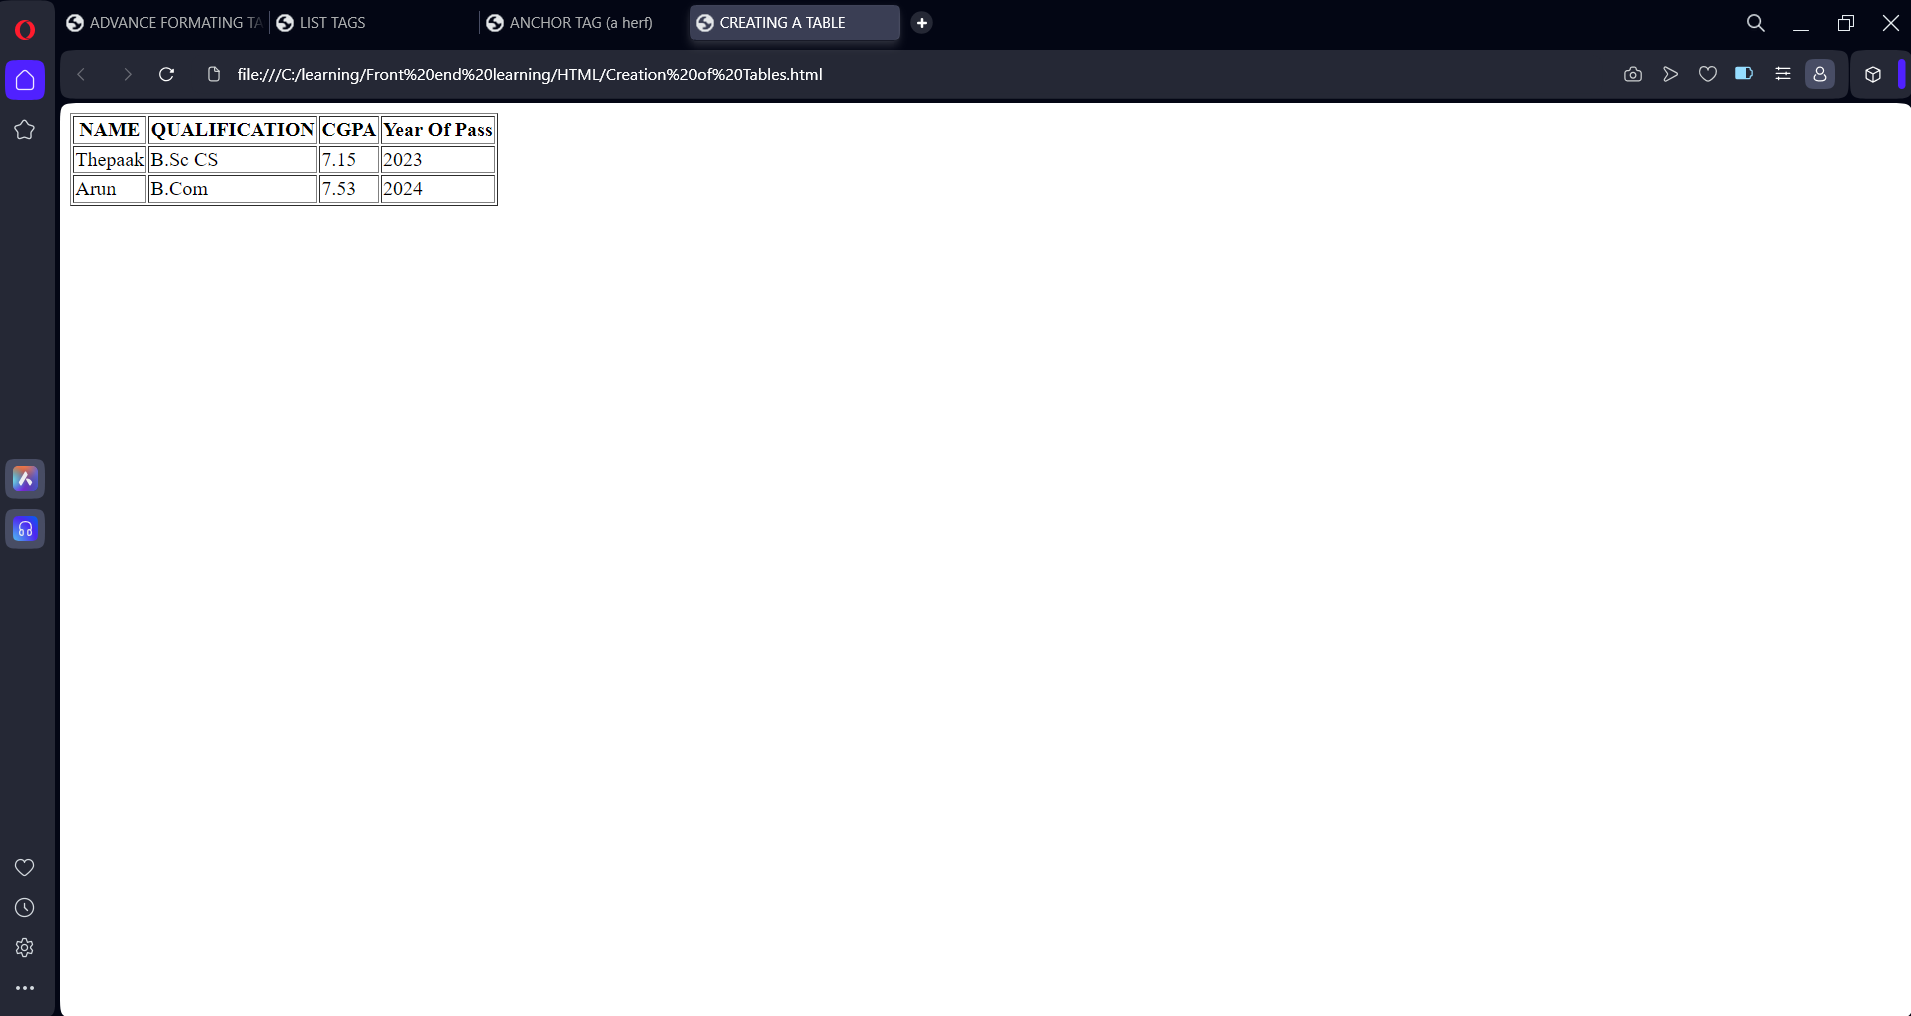 ADVANCE FORMATING TA LIST TAGS ANCHOR TAG (a herf) CREATING A TABLE
file:///C:/learning/Front%20end%20learning/HTML/Creation%20of%20Tables.html
NAME QUALIFICATION CGPA Year Of Pass
Thepaak B.Sc CS 7.15 2023
Arun B.Com 7.53 2024